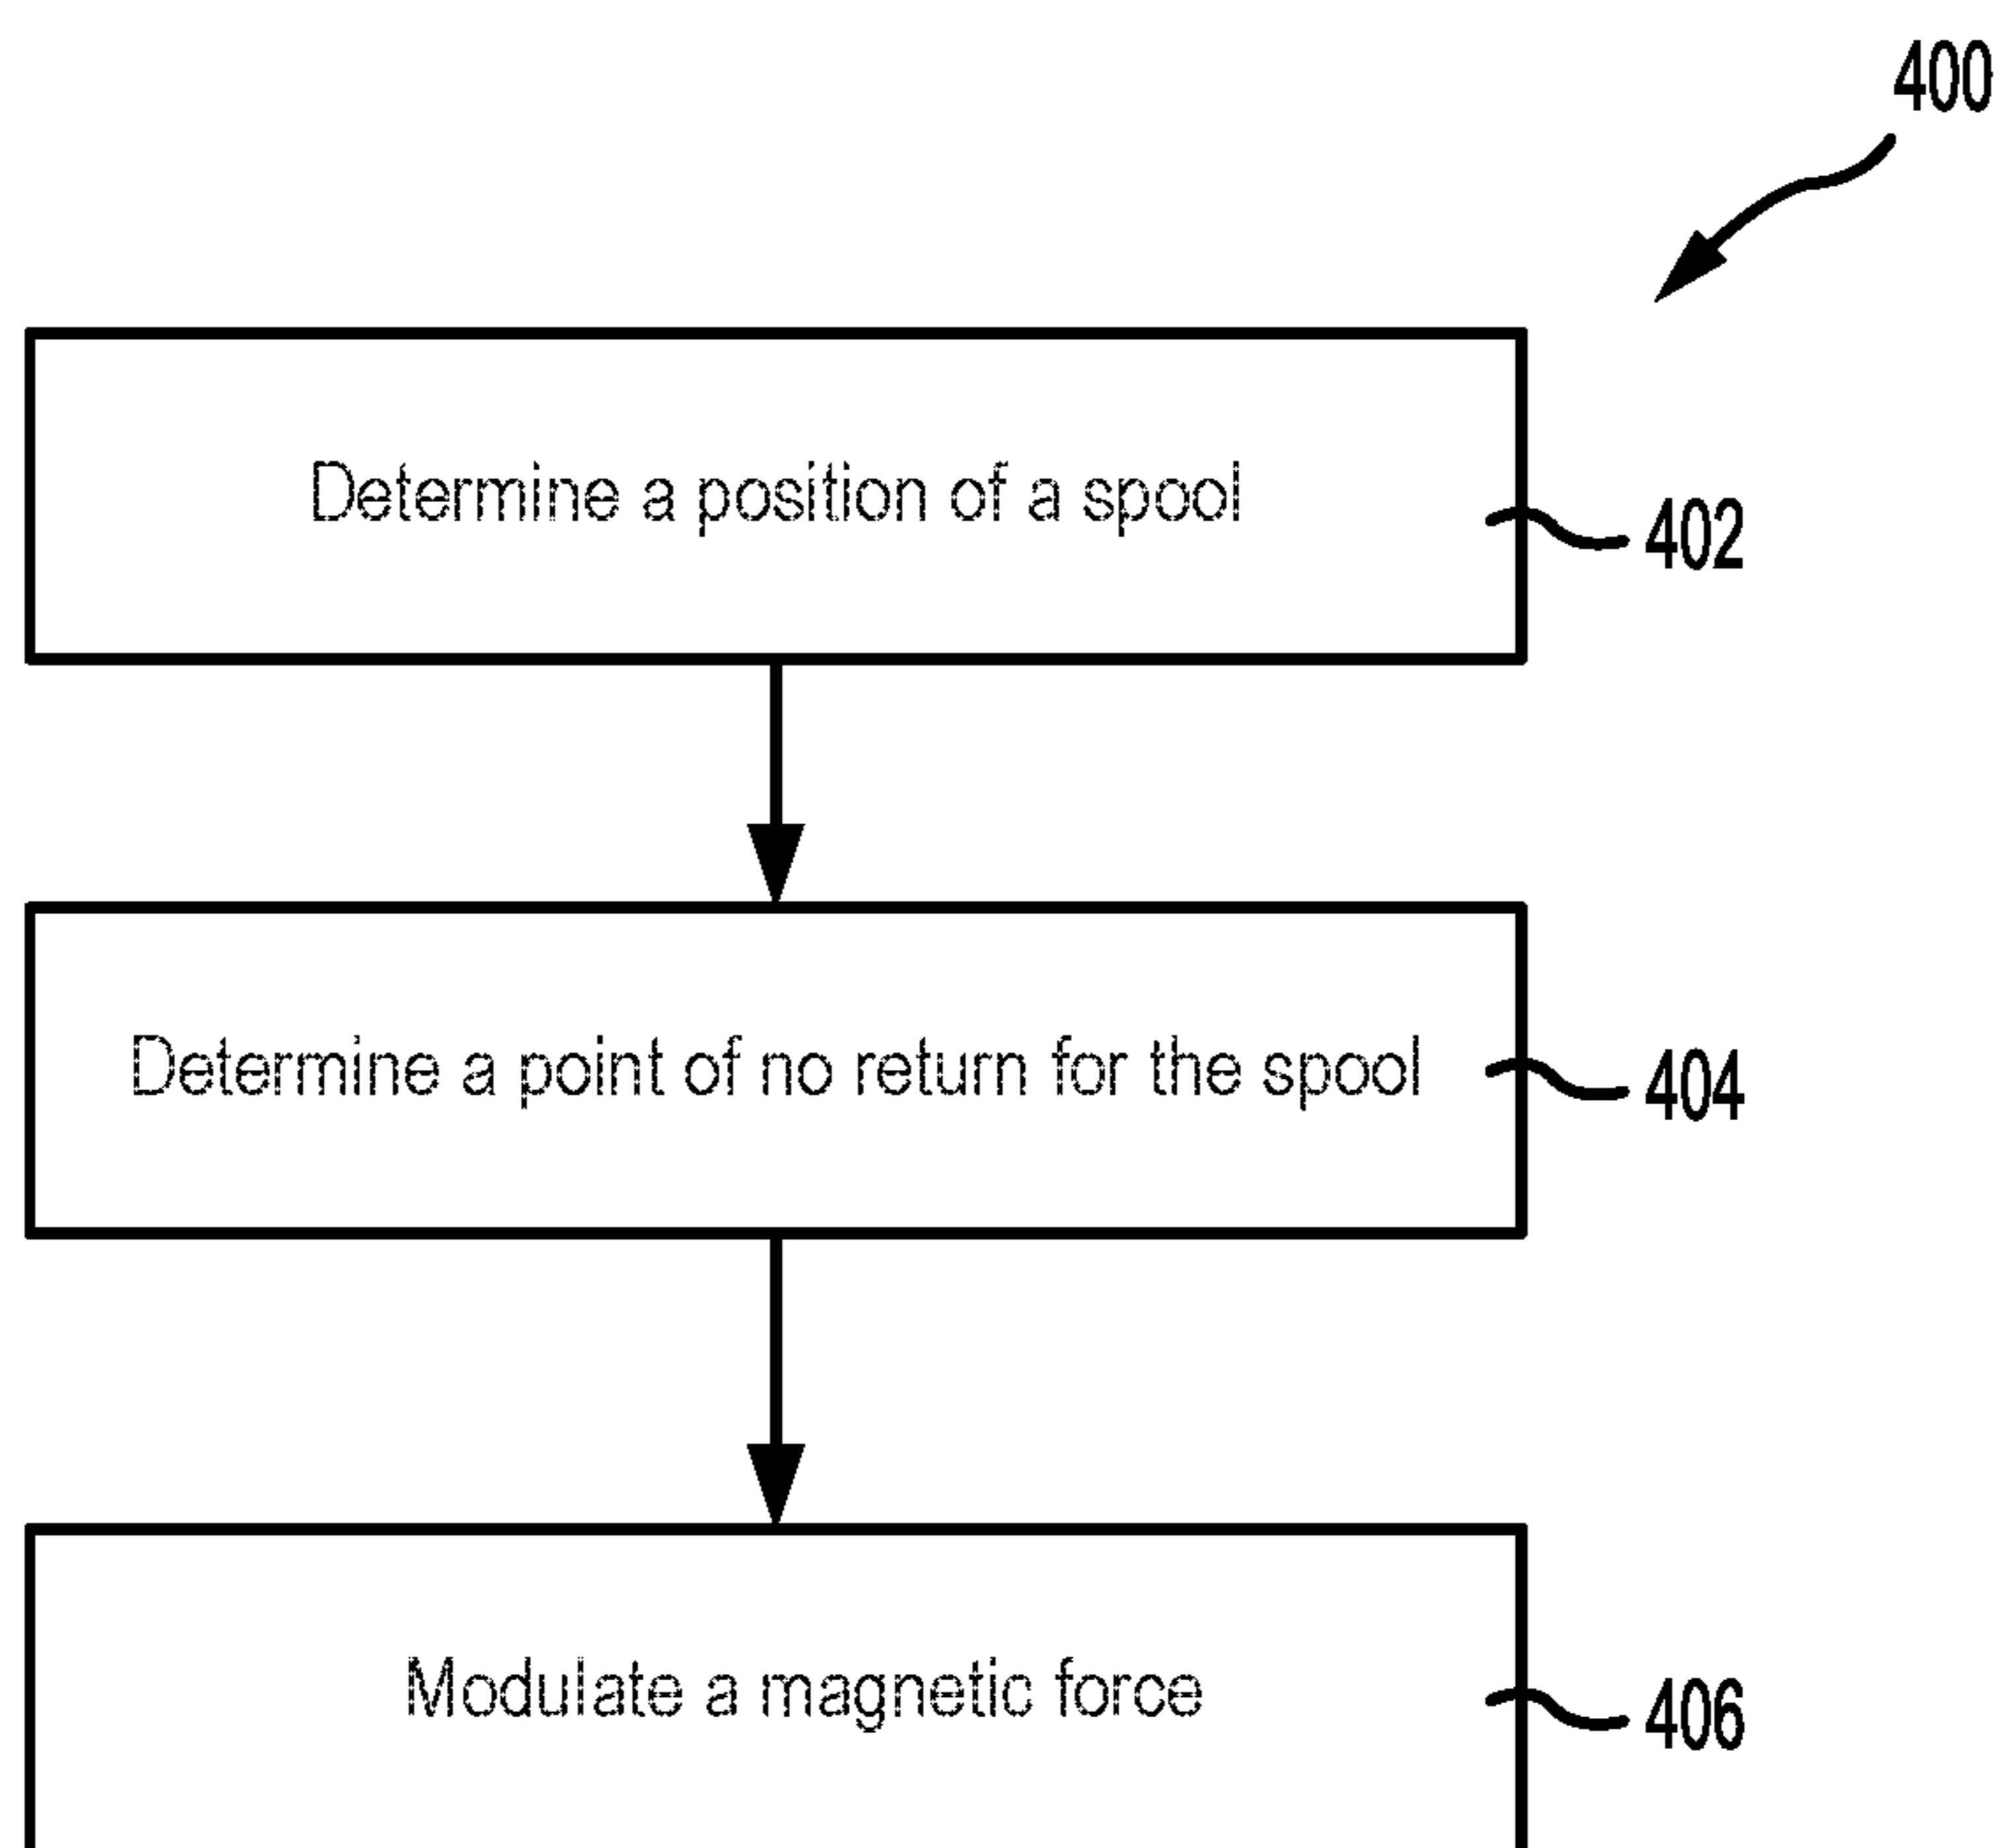 400
Determine a position of a spool
402
Determine a point of no return for the spool
404
Modulate a magnetic force
406